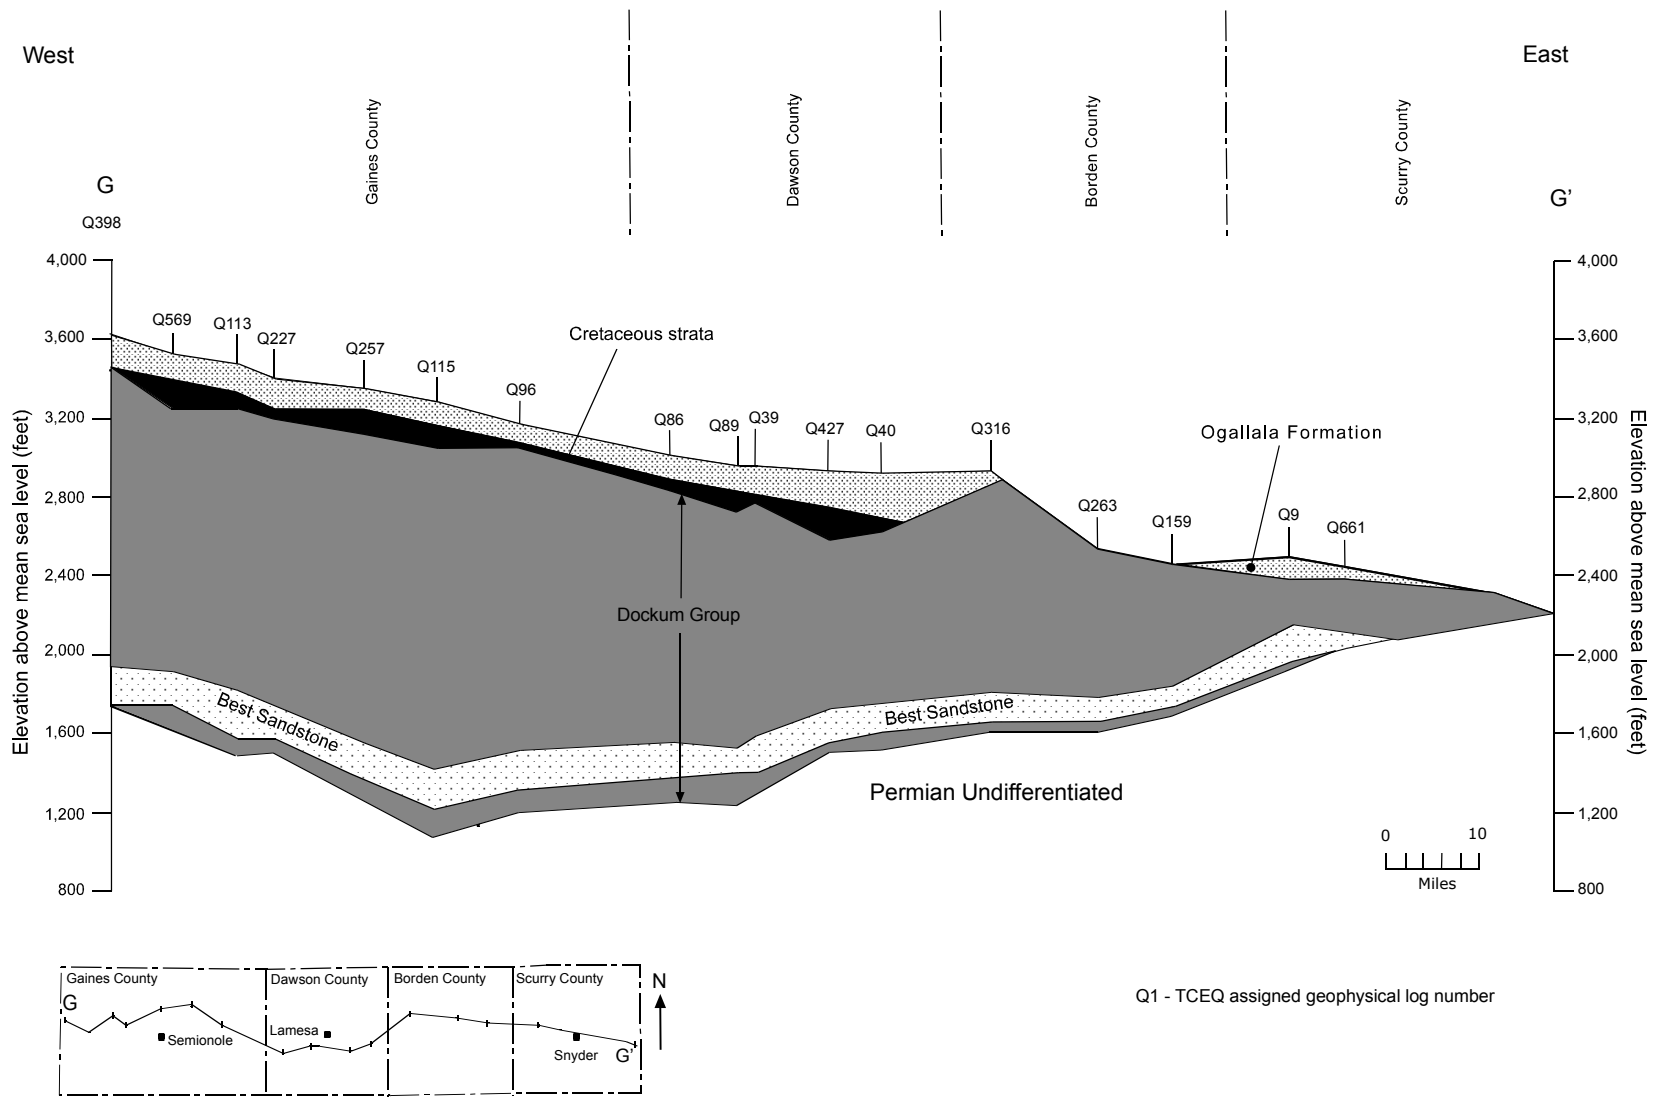 West
East
Gaines County
Dawson County
Borden County
Scurry County
G
G'
Q398
4,000
3,600
3,200
2,800
2,400
2,000
1,600
1,200
800
Elevation above mean sea level (feet)
Q569
Q113
Q227
Q257
Q115
Q96
Q86
Q89
Q39
Q427
Q40
Q316
Q263
Q159
Q9
Q661
Cretaceous strata
Ogallala Formation
Dockum Group
Best Sandstone
Best Sandstone
Permian Undifferentiated
4,000
3,600
3,200
2,800
2,400
2,000
1,600
1,200
800
Elevation above mean sea level (feet)
0 10
Miles
Gaines County
Dawson County
Borden County
Scurry County
G
Semionole
Lamesa
Snyder
G'
N
Q1 - TCEQ assigned geophysical log number